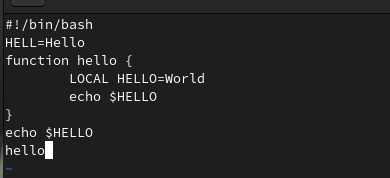 #!/bin/bash
HELL=Hello
function hello {
        LOCAL HELLO=World
        echo $HELLO
}
echo $HELLO
hello
~